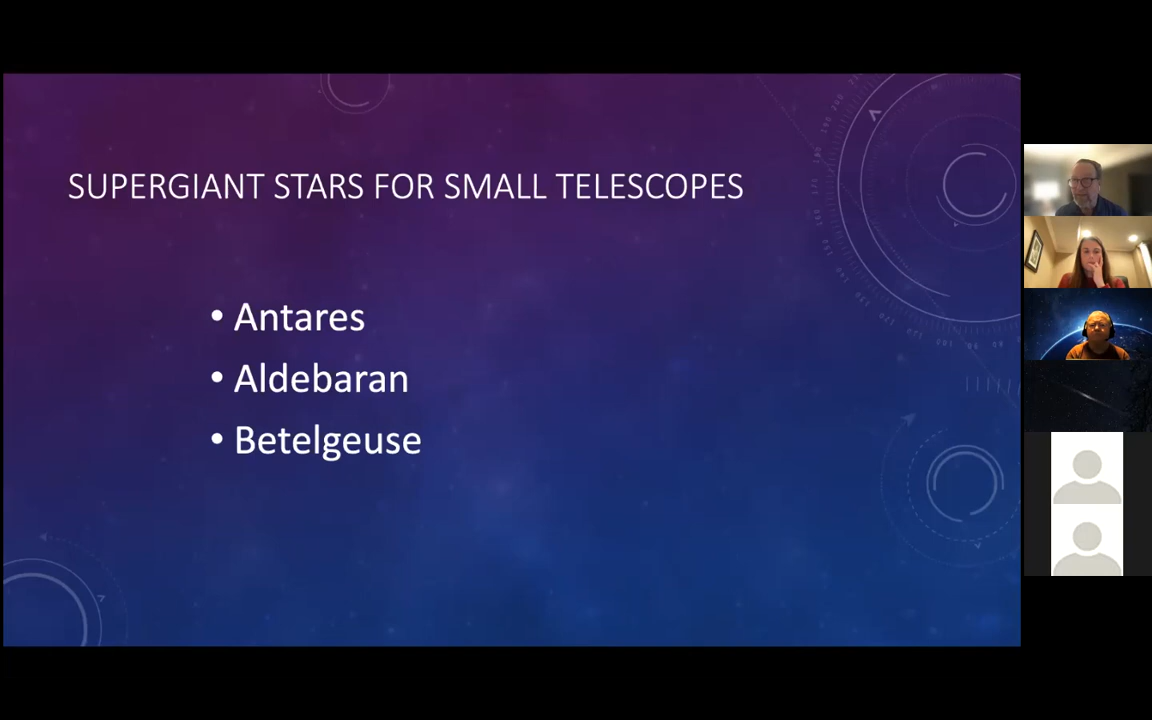 SUPERGIANT STARS FOR SMALL TELESCOPES
• Antares
• Aldebaran
• Betelgeuse